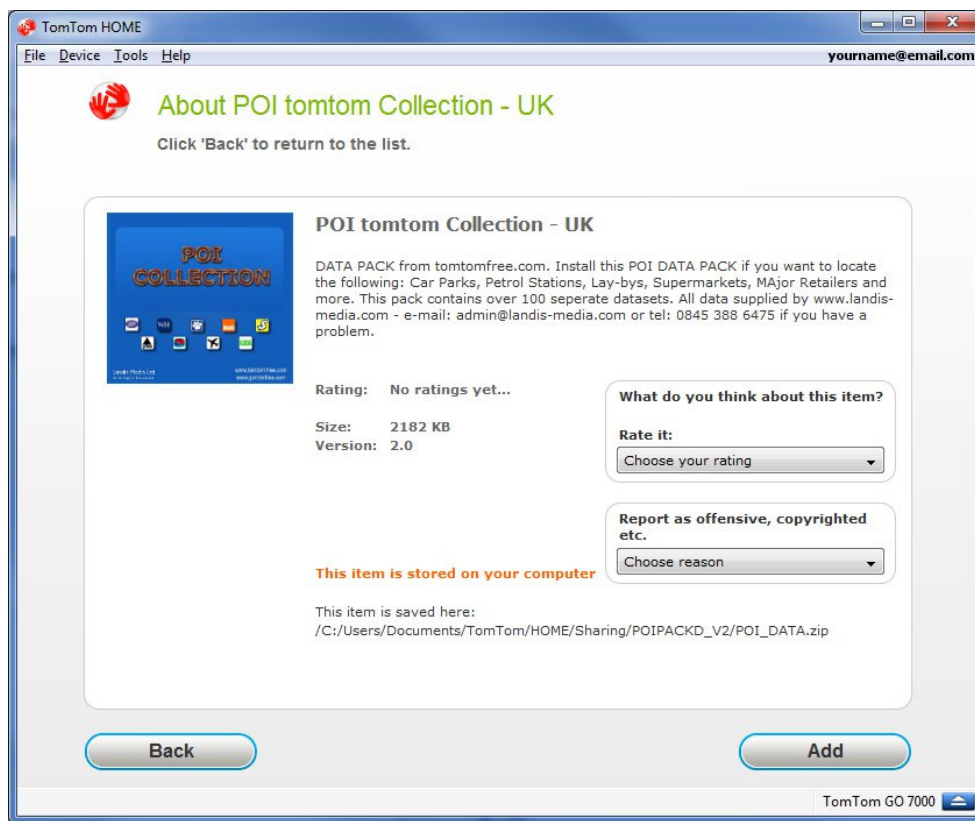 TomTom HOME
File Device Tools Help yourname@email.com
About POI tomtom Collection - UK
Click 'Back' to return to the list.
POI
COLLECTION
Landis Media Ltd
www.tomtomfree.com
POI tomtom Collection - UK
DATA PACK from tomtomfree.com. Install this POI DATA PACK if you want to locate
the following: Car Parks, Petrol Stations, Lay-bys, Supermarkets, MAjor Retailers and
more. This pack contains over 100 seperate datasets. All data supplied by www.landis-
media.com - e-mail: admin@landis-media.com or tel: 0845 388 6475 if you have a
problem.
Rating: No ratings yet...
Size: 2182 KB
Version: 2.0
What do you think about this item?
Rate it:
Choose your rating
Report as offensive, copyrighted
etc.
Choose reason
This item is stored on your computer
This item is saved here:
/C:/Users/Documents/TomTom/HOME/Sharing/POIPACKD_V2/POI_DATA.zip
Back
Add
TomTom GO 7000